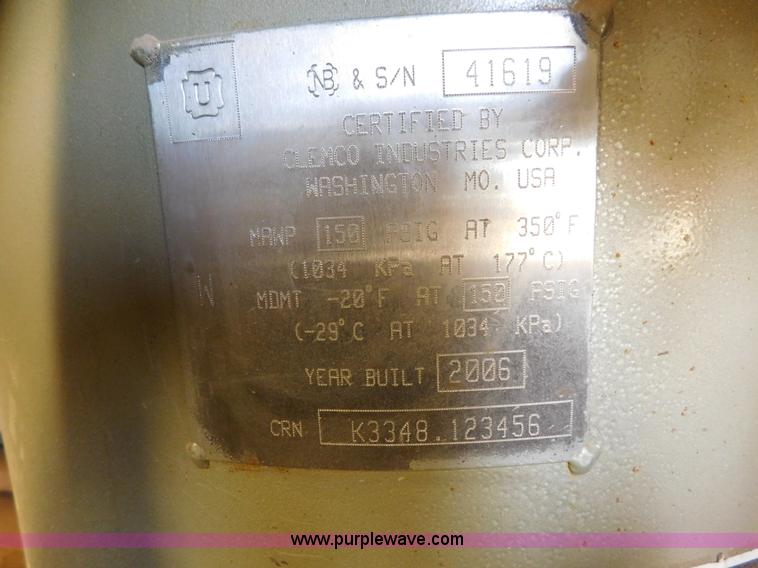 U NB & S/N 41619
CERTIFIED BY
CLEMCO INDUSTRIES CORP.
WASHINGTON MO. USA
MAWP 150 PSIG AT 350°F
(1034 KPa AT 177°C)
W MDMT -20°F AT 150 PSIG
(-29°C AT 1034 KPa)
YEAR BUILT 2006
CRN K3348.123456
www.purplewave.com